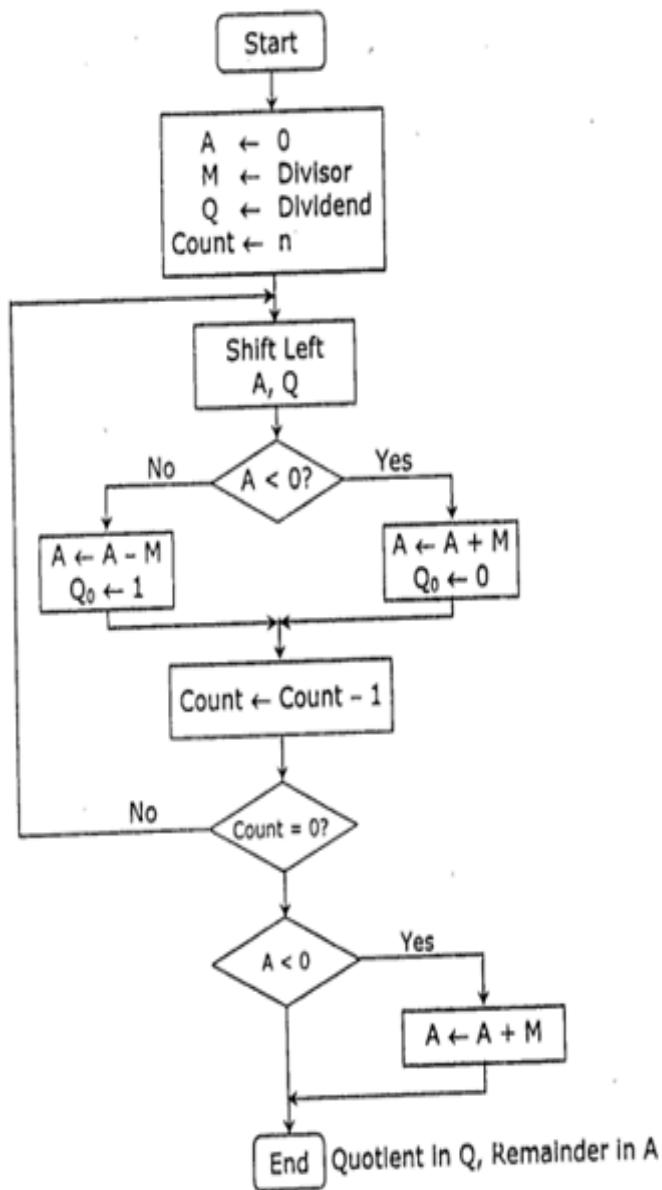 Start
A ← 0
M ← Divisor
Q ← Dividend
Count ← n
Shift Left
A, Q
A < 0?
No
Yes
A ← A – M
Q₀ ← 1
A ← A + M
Q₀ ← 0
Count ← Count – 1
Count = 0?
No
A < 0
Yes
A ← A + M
End
Quotient in Q, Remainder in A